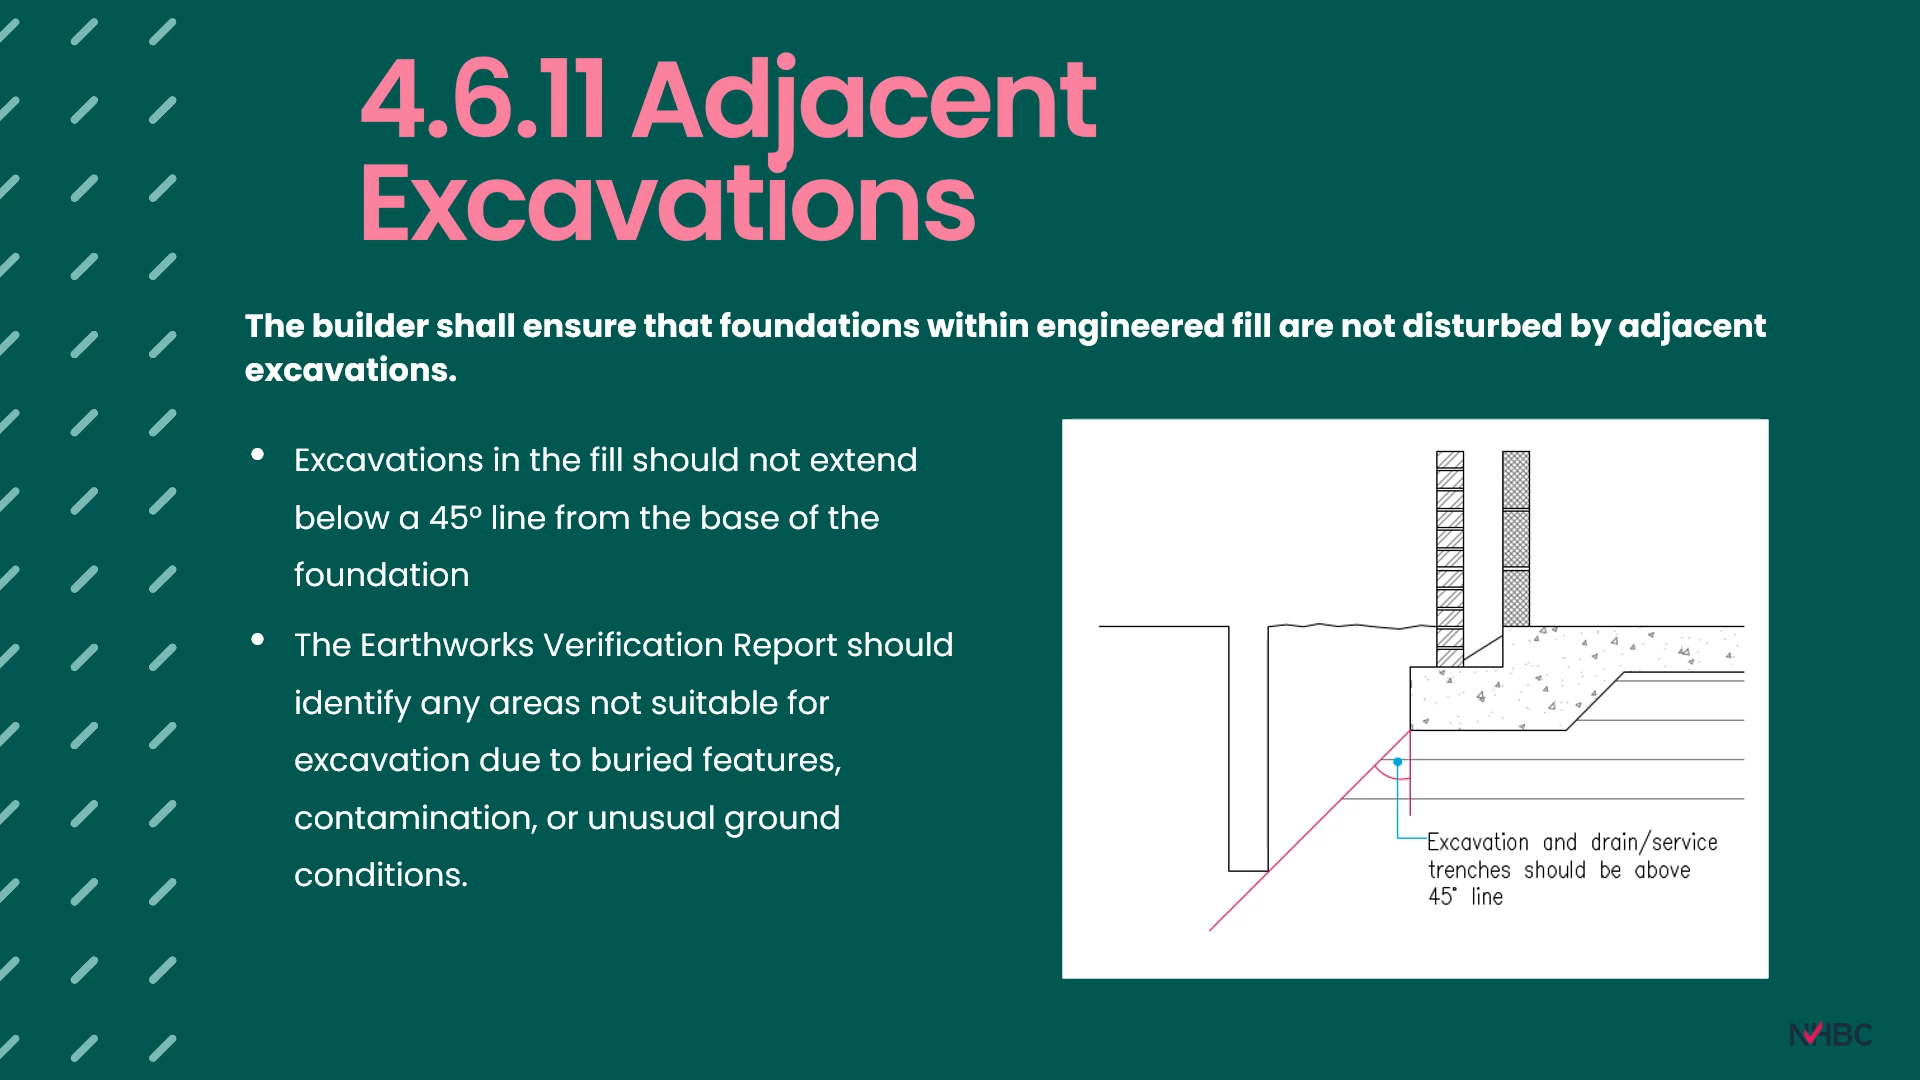 4.6.11 Adjacent
Excavations
The builder shall ensure that foundations within engineered fill are not disturbed by adjacent
excavations.
• Excavations in the fill should not extend
below a 45º line from the base of the
foundation
• The Earthworks Verification Report should
identify any areas not suitable for
excavation due to buried features,
contamination, or unusual ground
conditions.
Excavation and drain/service
trenches should be above
45° line
NHBC